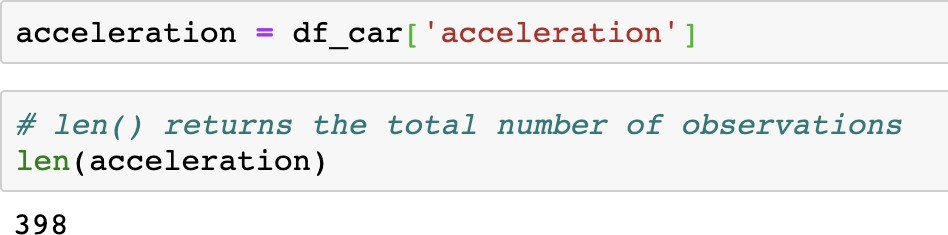 acceleration = df_car['acceleration']
# len() returns the total number of observations
len(acceleration)
398